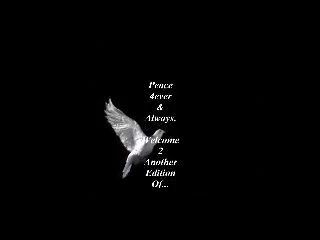 Peace
4ever
&
Always.
Welcome
2
Another
Edition
Of...